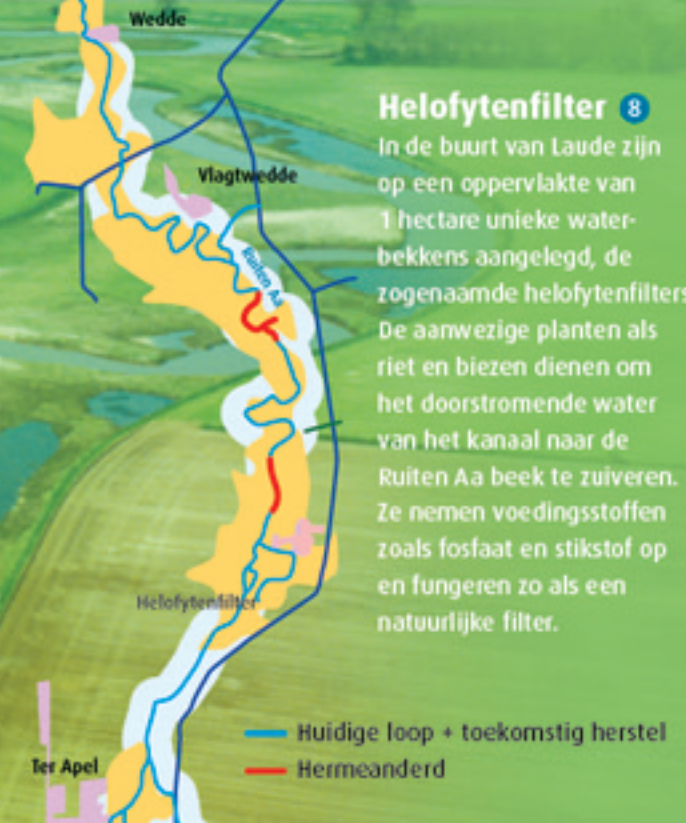 Wedde
Helofytenfilter 8
In de buurt van Laude zijn
op een oppervlakte van
1 hectare unieke water-
bekkens aangelegd, de
zogenaamde helofytenfilters
De aanwezige planten als
riet en biezen dienen om
het doorstromende water
van het kanaal naar de
Ruiten Aa beek te zuiveren.
Ze nemen voedingsstoffen
zoals fosfaat en stikstof op
en fungeren zo als een
natuurlijke filter.
Vlagtwedde
Ruiten Aa
Helofytenfilter
Ter Apel
Huidige loop + toekomstig herstel
Hermeanderd